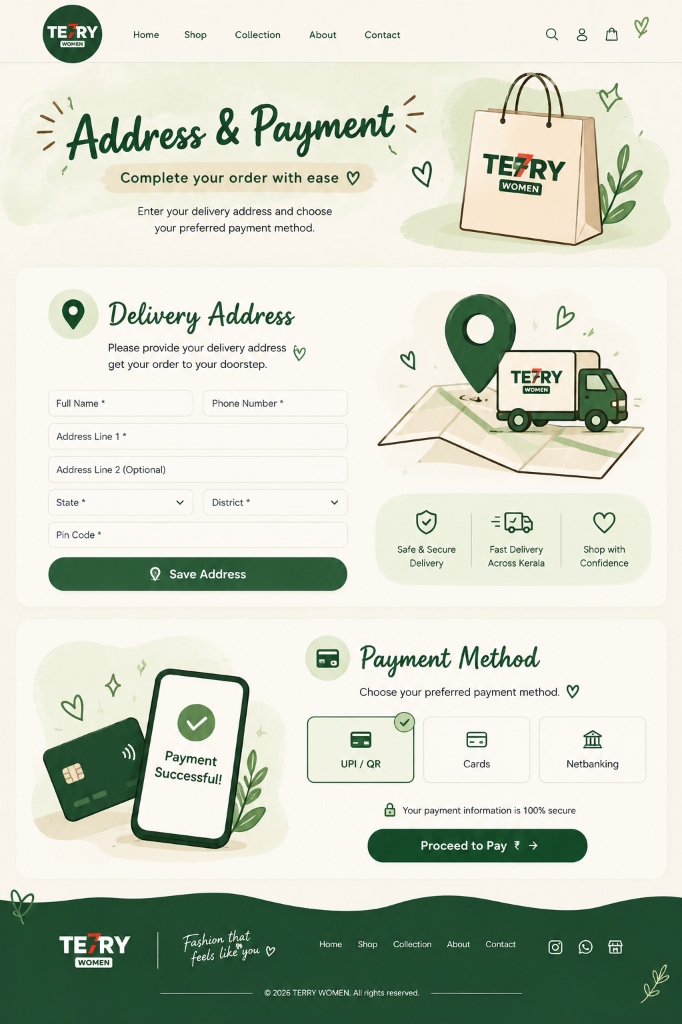 TE7RY
WOMEN
Home Shop Collection About Contact
Address & Payment
Complete your order with ease
Enter your delivery address and choose
your preferred payment method.
TE7RY
WOMEN
Delivery Address
Please provide your delivery address
get your order to your doorstep.
Full Name * Phone Number *
Address Line 1 *
Address Line 2 (Optional)
State * District *
Pin Code *
Save Address
TE7RY
WOMEN
Safe & Secure
Delivery
Fast Delivery
Across Kerala
Shop with
Confidence
Payment
Successful!
Payment Method
Choose your preferred payment method.
UPI / QR Cards Netbanking
Your payment information is 100% secure
Proceed to Pay ₹ →
TE7RY
WOMEN
Fashion that
feels like you
Home Shop Collection About Contact
© 2026 TERRY WOMEN. All rights reserved.